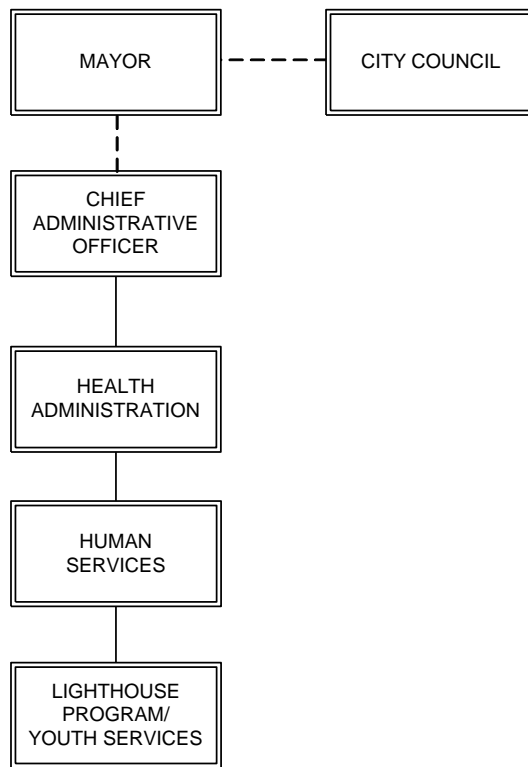 MAYOR
CITY COUNCIL
CHIEF
ADMINISTRATIVE
OFFICER
HEALTH
ADMINISTRATION
HUMAN
SERVICES
LIGHTHOUSE
PROGRAM/
YOUTH SERVICES